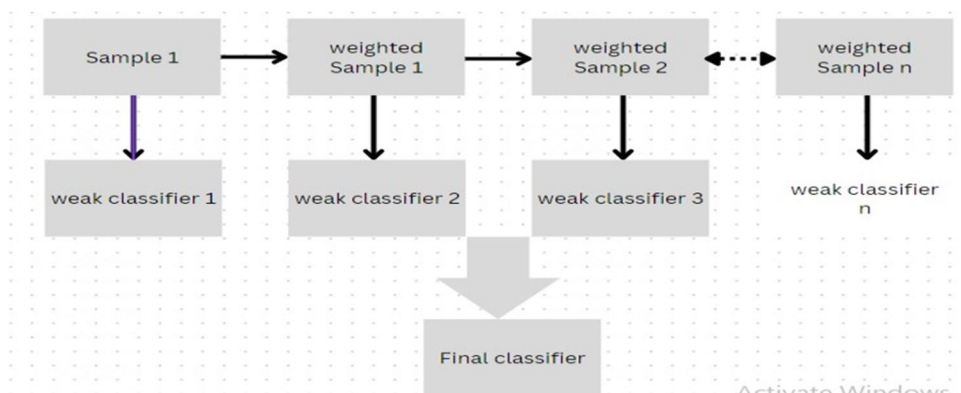 Sample 1
weighted
Sample 1
weighted
Sample 2
weighted
Sample n
weak classifier 1
weak classifier 2
weak classifier 3
weak classifier
n
Final classifier
Activate Windows